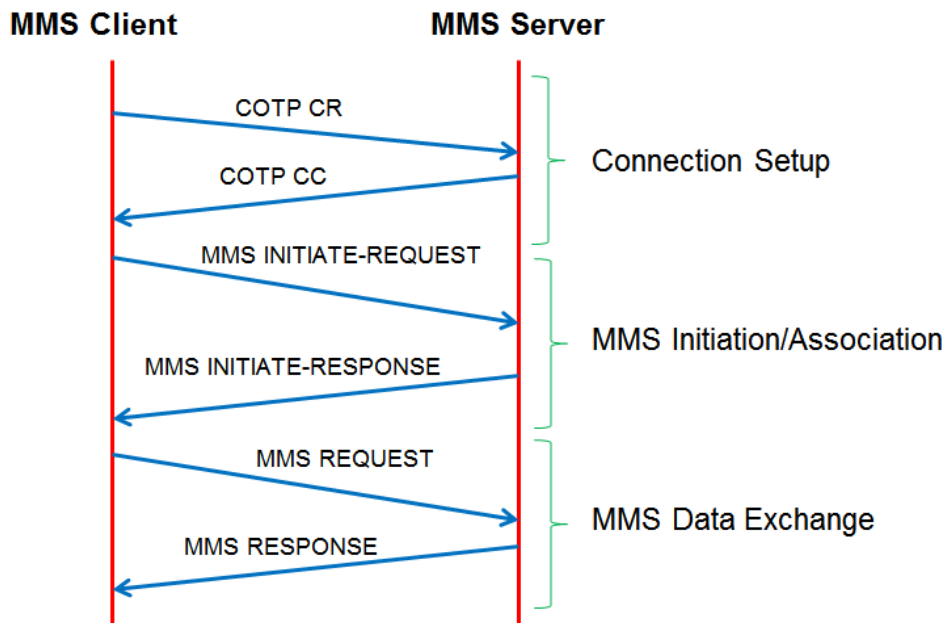 MMS Client
MMS Server
COTP CR
COTP CC
Connection Setup
MMS INITIATE-REQUEST
MMS INITIATE-RESPONSE
MMS Initiation/Association
MMS REQUEST
MMS RESPONSE
MMS Data Exchange